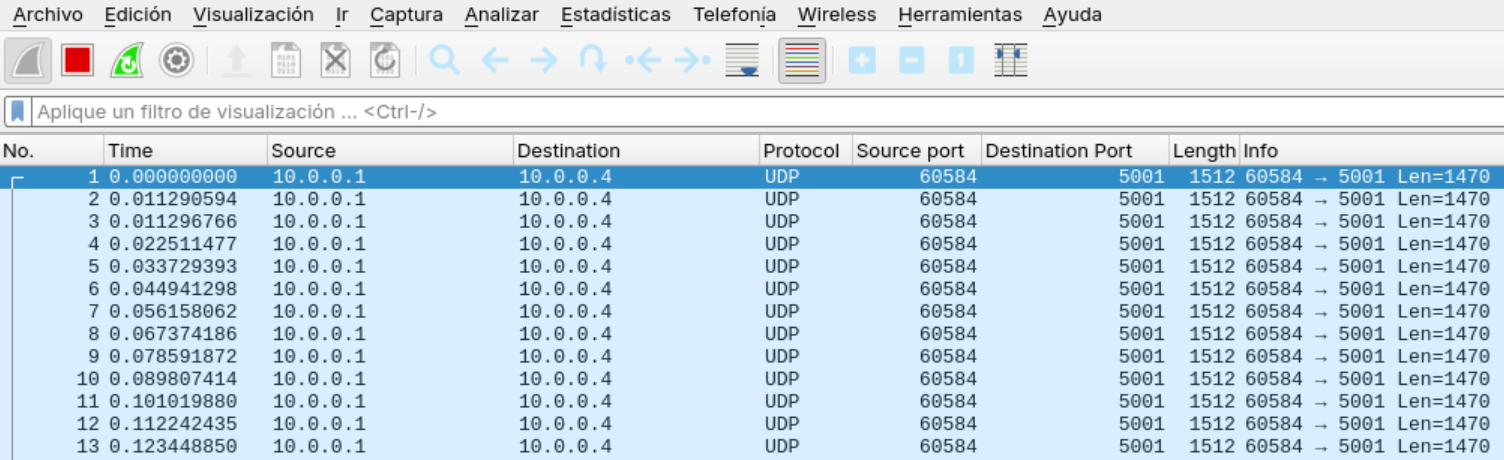 Archivo Edición Visualización Ir Captura Analizar Estadísticas Telefonía Wireless Herramientas Ayuda
Aplique un filtro de visualización ... <Ctrl-/>
No. Time Source Destination Protocol Source port Destination Port Length Info
1 0.000000000 10.0.0.1 10.0.0.4 UDP 60584 5001 1512 60584 → 5001 Len=1470
2 0.011290594 10.0.0.1 10.0.0.4 UDP 60584 5001 1512 60584 → 5001 Len=1470
3 0.011296766 10.0.0.1 10.0.0.4 UDP 60584 5001 1512 60584 → 5001 Len=1470
4 0.022511477 10.0.0.1 10.0.0.4 UDP 60584 5001 1512 60584 → 5001 Len=1470
5 0.033729393 10.0.0.1 10.0.0.4 UDP 60584 5001 1512 60584 → 5001 Len=1470
6 0.044941298 10.0.0.1 10.0.0.4 UDP 60584 5001 1512 60584 → 5001 Len=1470
7 0.056158062 10.0.0.1 10.0.0.4 UDP 60584 5001 1512 60584 → 5001 Len=1470
8 0.067374186 10.0.0.1 10.0.0.4 UDP 60584 5001 1512 60584 → 5001 Len=1470
9 0.078591872 10.0.0.1 10.0.0.4 UDP 60584 5001 1512 60584 → 5001 Len=1470
10 0.089807414 10.0.0.1 10.0.0.4 UDP 60584 5001 1512 60584 → 5001 Len=1470
11 0.101019880 10.0.0.1 10.0.0.4 UDP 60584 5001 1512 60584 → 5001 Len=1470
12 0.112242435 10.0.0.1 10.0.0.4 UDP 60584 5001 1512 60584 → 5001 Len=1470
13 0.123448850 10.0.0.1 10.0.0.4 UDP 60584 5001 1512 60584 → 5001 Len=1470